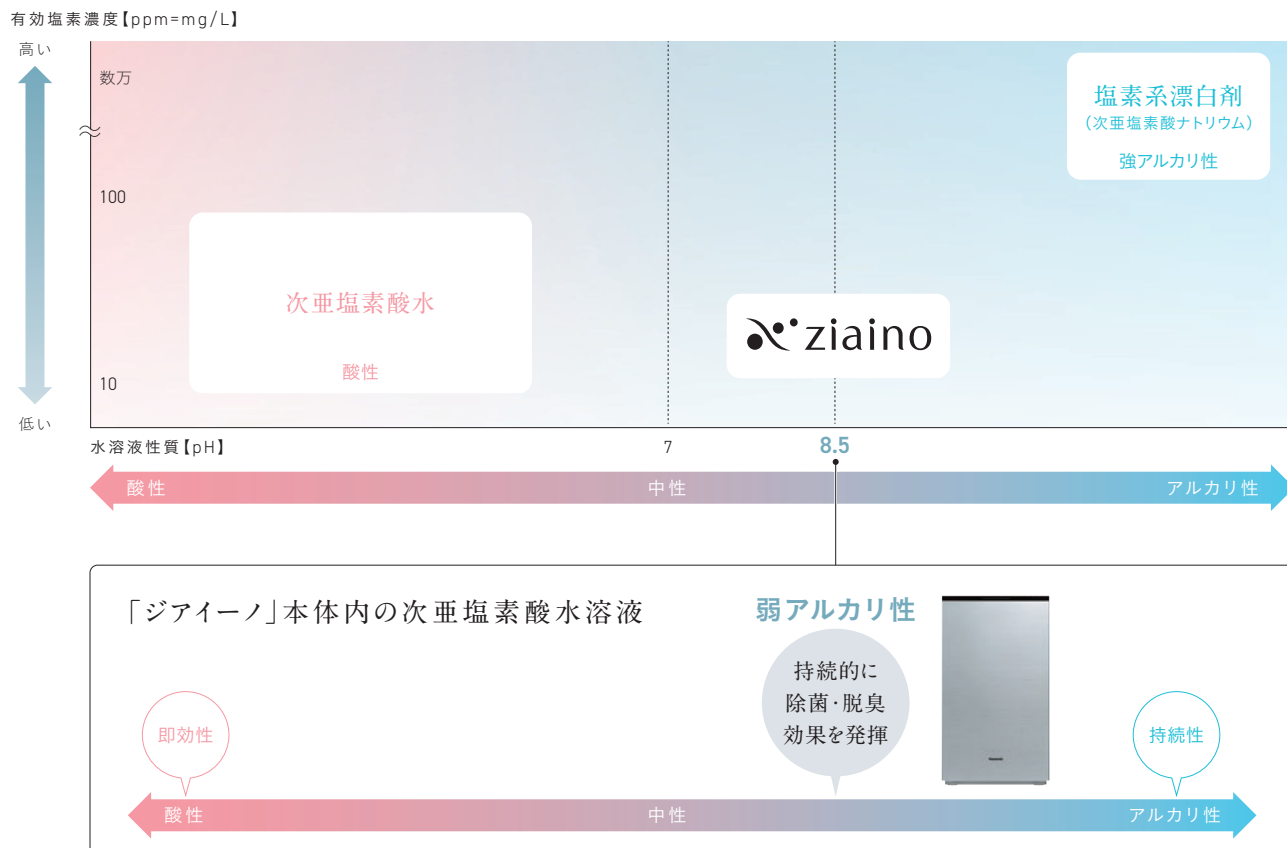 有効塩素濃度【ppm=mg/L】
高い
数万
塩素系漂白剤
(次亜塩素酸ナトリウム)
強アルカリ性
100
次亜塩素酸水
酸性
ziaino
10
低い
水溶液性質【pH】
7
8.5
酸性
中性
アルカリ性
「ジアイーノ」本体内の次亜塩素酸水溶液
弱アルカリ性
持続的に
除菌・脱臭
効果を発揮
即効性
持続性
Panasonic
酸性
中性
アルカリ性